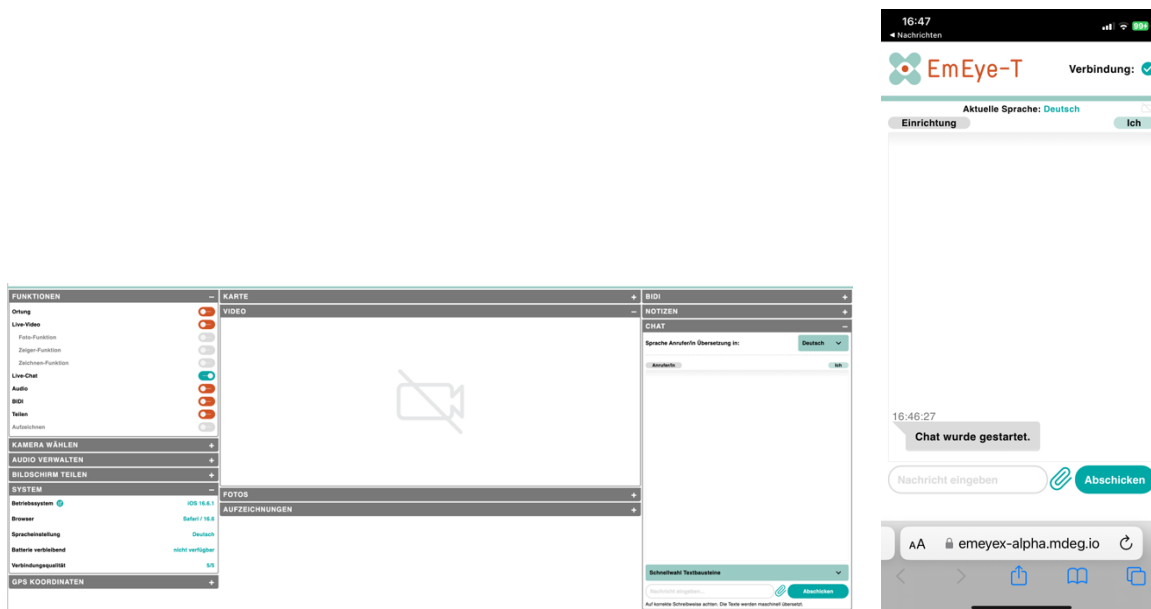 FUNKTIONEN
Ortung
Live-Video
Foto-Funktion
Zeiger-Funktion
Zeichnen-Funktion
Live-Chat
Audio
BIDI
Teilen
Aufzeichnen
KAMERA WÄHLEN
AUDIO VERWALTEN
BILDSCHIRM TEILEN
SYSTEM
Betriebssystem iOS 16.6.1
Browser Safari / 16.6
Spracheinstellung Deutsch
Batterie verbleibend nicht verfügbar
Verbindungsqualität 5/5
GPS KOORDINATEN
KARTE
VIDEO
FOTOS
AUFZEICHNUNGEN
BIDI
NOTIZEN
CHAT
Sprache Anrufer/in Übersetzung in: Deutsch
Anrufer/in Ich
Schnellwahl Textbausteine
Nachricht eingeben... Abschicken
Auf korrekte Schreibweise achten. Die Texte werden maschinell übersetzt.
16:47
Nachrichten
99+
EmEye-T Verbindung:
Aktuelle Sprache: Deutsch
Einrichtung Ich
16:46:27
Chat wurde gestartet.
Nachricht eingeben Abschicken
AA emeyex-alpha.mdeg.io